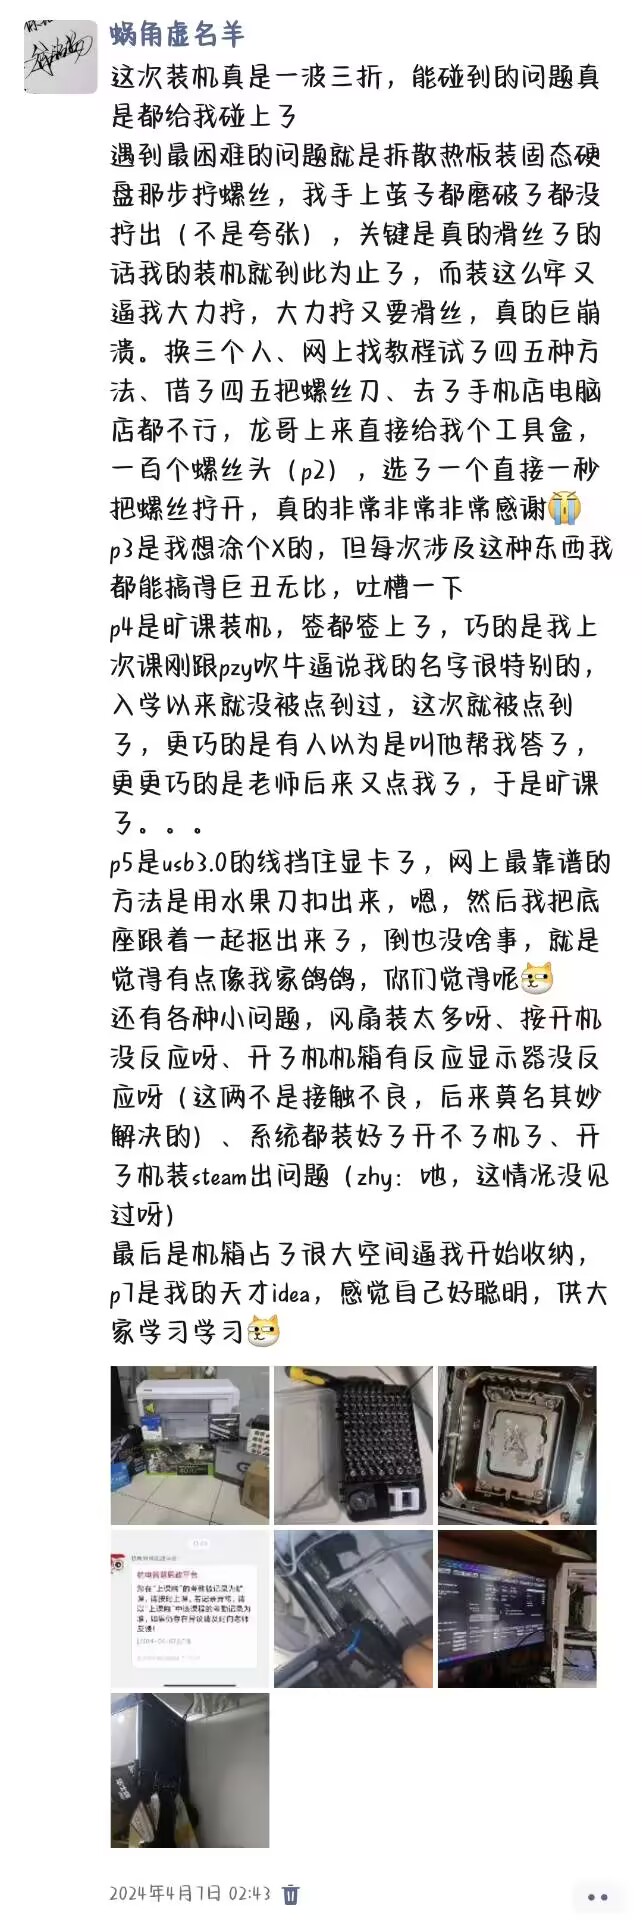 蜗角虚名羊
这次装机真是一波三折，能碰到的问题真
是都给我碰上了
遇到最困难的问题就是拆散热板装固态硬
盘那步拧螺丝，我手上茧子都磨破了都没
拧出（不是夸张），关键是真的滑丝了的
话我的装机就到此为止了，而装这么牢又
逼我大力拧，大力拧又要滑丝，真的巨崩
溃。换三个人、网上找教程试了四五种方
法、借了四五把螺丝刀、去了手机店电脑
店都不行，龙哥上来直接给我个工具盒，
一百个螺丝头（p2），选了一个直接一秒
把螺丝拧开，真的非常非常非常感谢😭
p3是我想涂个X的，但每次涉及这种东西我
都能搞得巨丑无比，吐槽一下
p4是旷课装机，签都签上了，巧的是我上
次课刚跟pzy吹牛逼说我的名字很特别的，
入学以来就没被点到过，这次就被点到
了，更巧的是有人以为是叫他帮我答了，
更更巧的是老师后来又点我了，于是旷课
了。。。
p5是usb3.0的线挡住显卡了，网上最靠谱的
方法是用水果刀扣出来，嗯，然后我把底
座跟着一起抠出来了，倒也没啥事，就是
觉得有点像我家鸽鸽，你们觉得呢
还有各种小问题，风扇装太多呀、按开机
没反应呀、开了机机箱有反应显示器没反
应呀（这俩不是接触不良，后来莫名其妙
解决的）、系统都装好了开不了机了、开
了机装steam出问题（zhy：吔，这情况没见
过呀）
最后是机箱占了很大空间逼我开始收纳，
p7是我的天才idea，感觉自己好聪明，供大
家学习学习
2024年4月7日 02:43